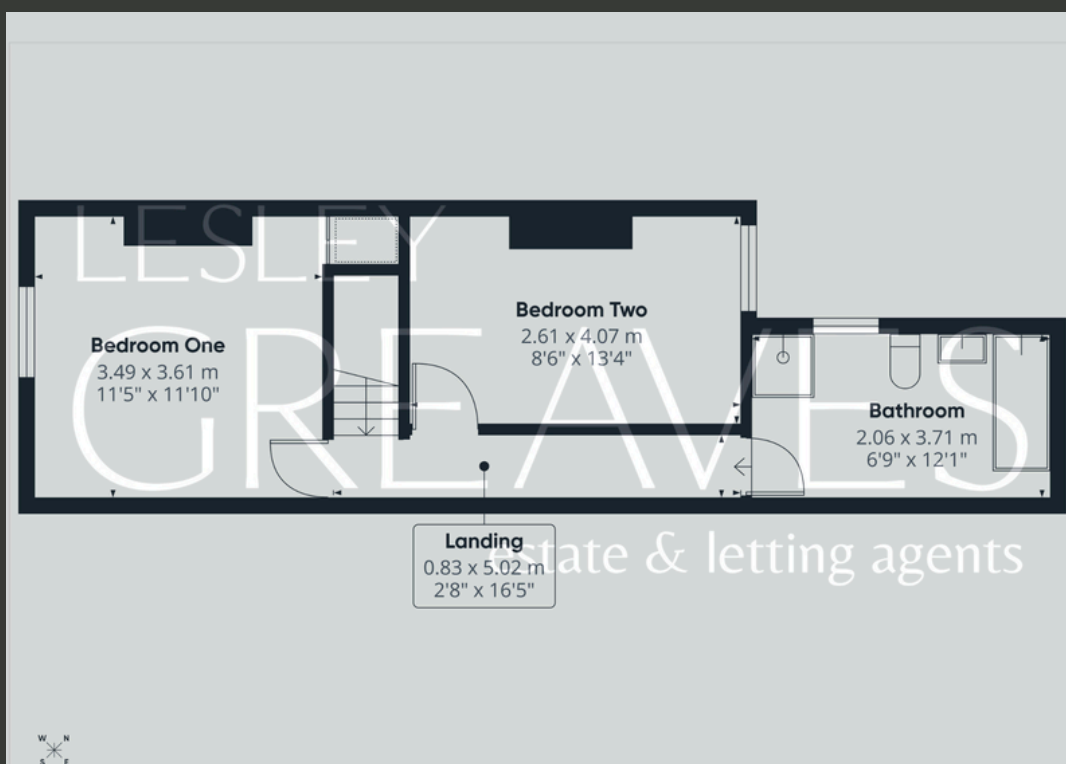 LESLEY
GREAVES
estate & letting agents
Bedroom One
3.49 x 3.61 m
11'5" x 11'10"
Bedroom Two
2.61 x 4.07 m
8'6" x 13'4"
Bathroom
2.06 x 3.71 m
6'9" x 12'1"
Landing
0.83 x 5.02 m
2'8" x 16'5"
W N
S E